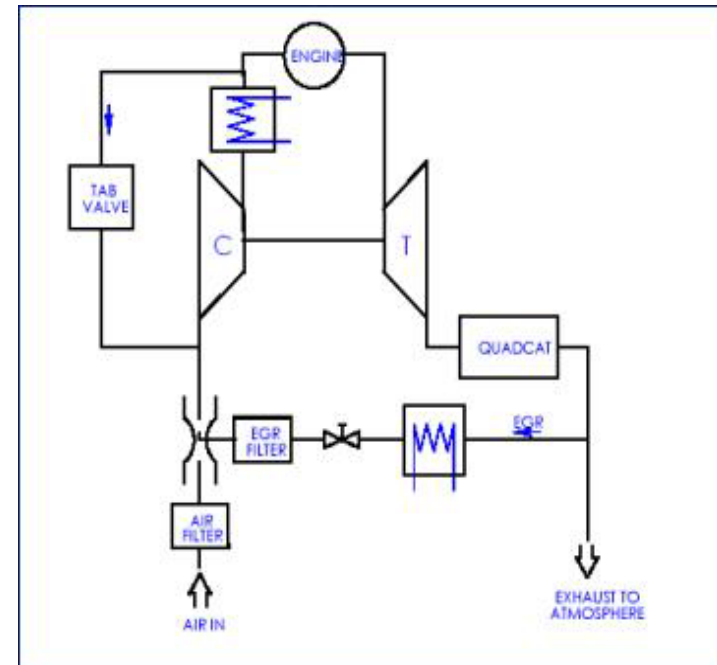 ENGINE
TAB
VALVE
C
T
QUADCAT
EGR
FILTER
EGR
AIR
FILTER
AIR IN
EXHAUST TO
ATMOSPHERE